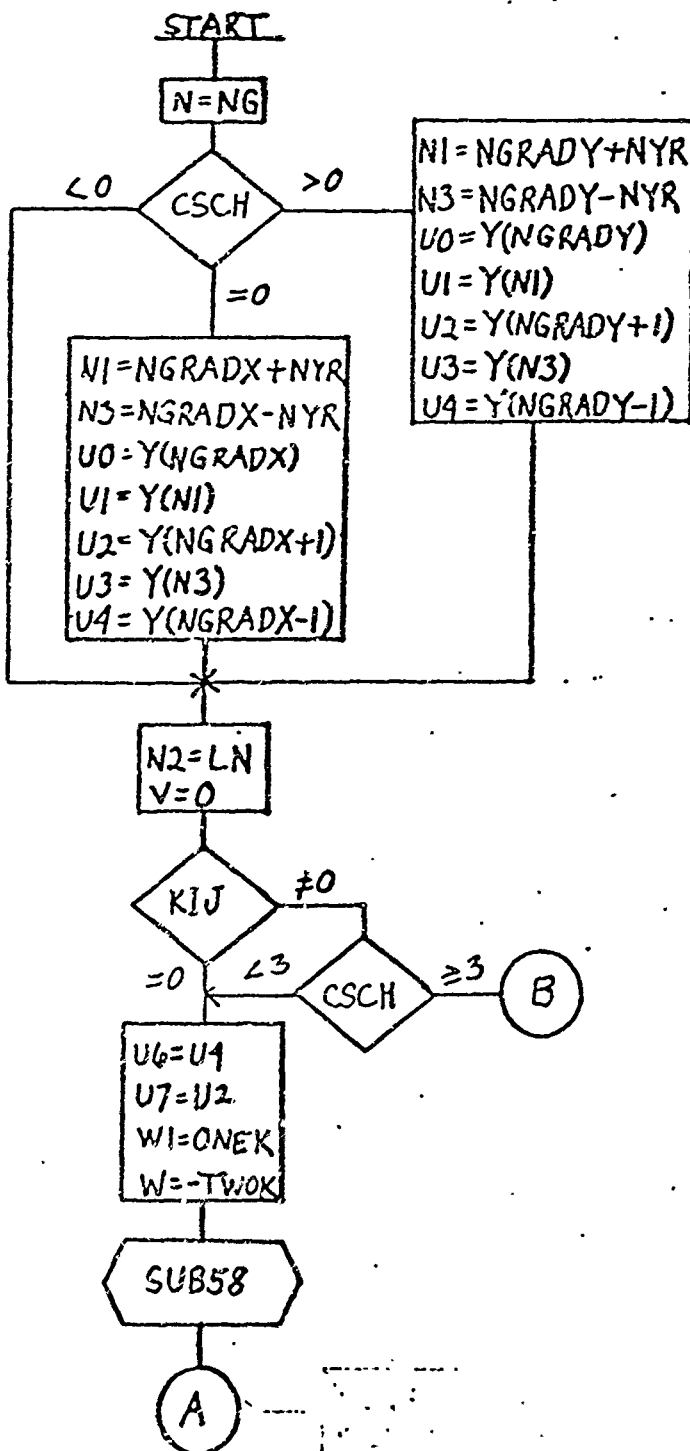 START
N=NG
<0
CSCH
>0
=0
N1=NGRADY+NYR
N3=NGRADY-NYR
U0=Y(NGRADY)
U1=Y(N1)
U2=Y(NGRADY+1)
U3=Y(N3)
U4=Y(NGRADY-1)
N1=NGRADX+NYR
N3=NGRADX-NYR
U0=Y(NGRADX)
U1=Y(N1)
U2=Y(NGRADX+1)
U3=Y(N3)
U4=Y(NGRADX-1)
N2=LN
V=0
KIJ
≠0
=0
<3
CSCH
≥3
B
U6=U4
U7=U2
W1=ONEK
W=-TWOK
SUB58
A